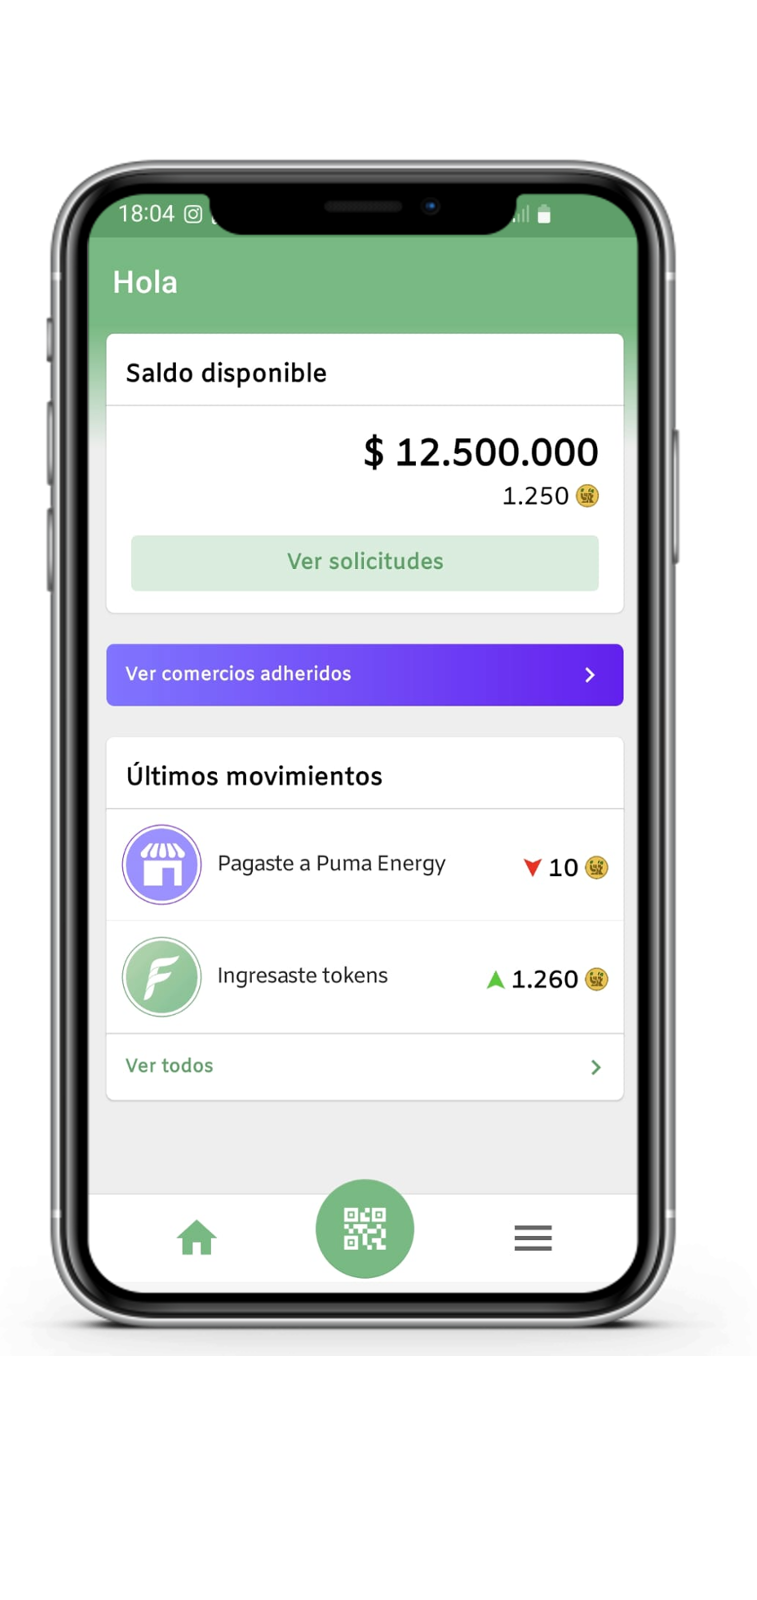 18:04
Hola
Saldo disponible
$ 12.500.000
1.250
Ver solicitudes
Ver comercios adheridos
Últimos movimientos
Pagaste a Puma Energy
10
Ingresaste tokens
1.260
Ver todos